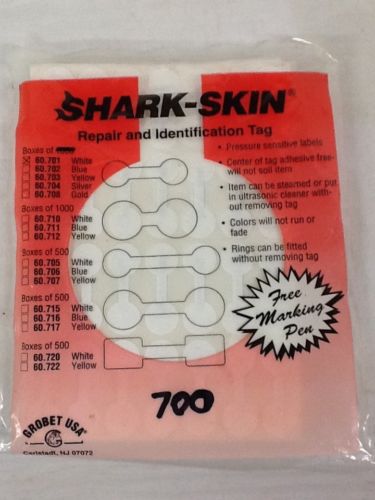 SHARK-SKIN®
Repair and Identification Tag
Boxes of
60.701 White
60.702 Blue
60.703 Yellow
60.704 Silver
60.708 Gold
Boxes of 1000
60.710 White
60.711 Blue
60.712 Yellow
Boxes of 500
60.705 White
60.706 Blue
60.707 Yellow
Boxes of 500
60.715 White
60.716 Blue
60.717 Yellow
Boxes of 500
60.720 White
60.722 Yellow
• Pressure sensitive labels
• Center of tag adhesive free-
will not soil item
• Item can be steamed or put
in ultrasonic cleaner with-
out removing tag
• Colors will not run or
fade
• Rings can be fitted
without removing tag
Free
Marking
Pen
700
GROBET USA®
Carlstadt, NJ 07072